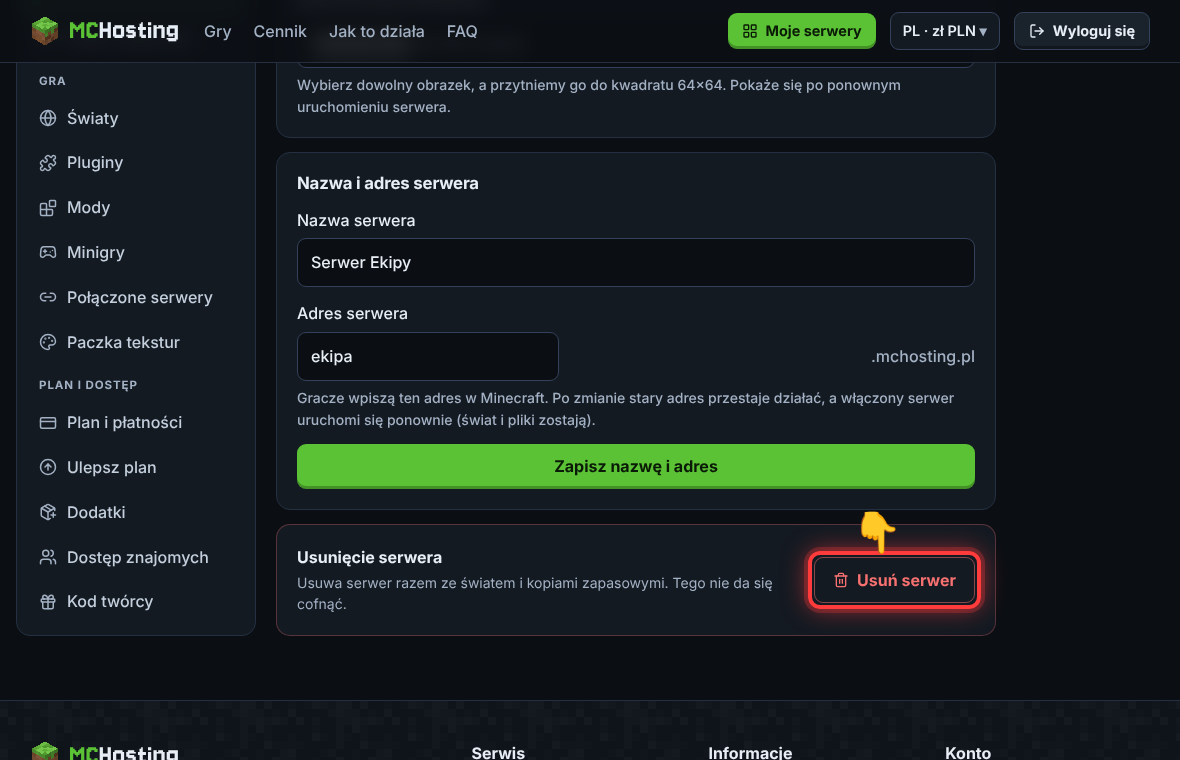 MCHosting
Gry
Cennik
Jak to działa
FAQ
Moje serwery
PL · zł PLN ▾
Wyloguj się
GRA
Światy
Pluginy
Mody
Minigry
Połączone serwery
Paczka tekstur
PLAN I DOSTĘP
Plan i płatności
Ulepsz plan
Dodatki
Dostęp znajomych
Kod twórcy
Wybierz dowolny obrazek, a przytniemy go do kwadratu 64×64. Pokaże się po ponownym
uruchomieniu serwera.
Nazwa i adres serwera
Nazwa serwera
Serwer Ekipy
Adres serwera
ekipa
.mchosting.pl
Gracze wpiszą ten adres w Minecraft. Po zmianie stary adres przestaje działać, a włączony serwer
uruchomi się ponownie (świat i pliki zostają).
Zapisz nazwę i adres
Usunięcie serwera
Usuwa serwer razem ze światem i kopiami zapasowymi. Tego nie da się
cofnąć.
Usuń serwer
MCHosting
Serwis
Informacje
Konto